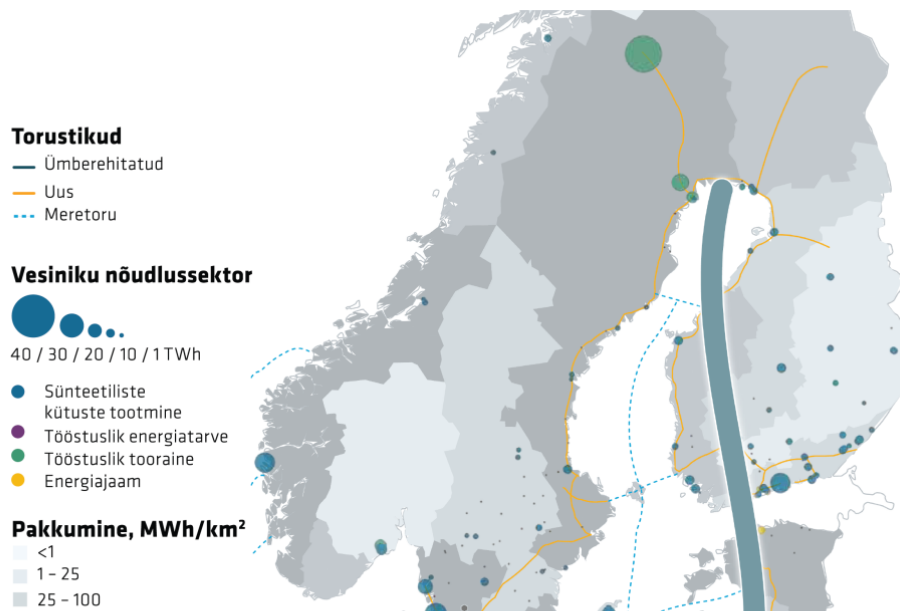 Torustikud
Ümberehitatud
Uus
Meretoru
Vesiniku nõudlussektor
40 / 30 / 20 / 10 / 1 TWh
Sünteetiliste
kütuste tootmine
Tööstuslik energiatarve
Tööstuslik tooraine
Energiajaam
Pakkumine, MWh/km²
<1
1 – 25
25 – 100